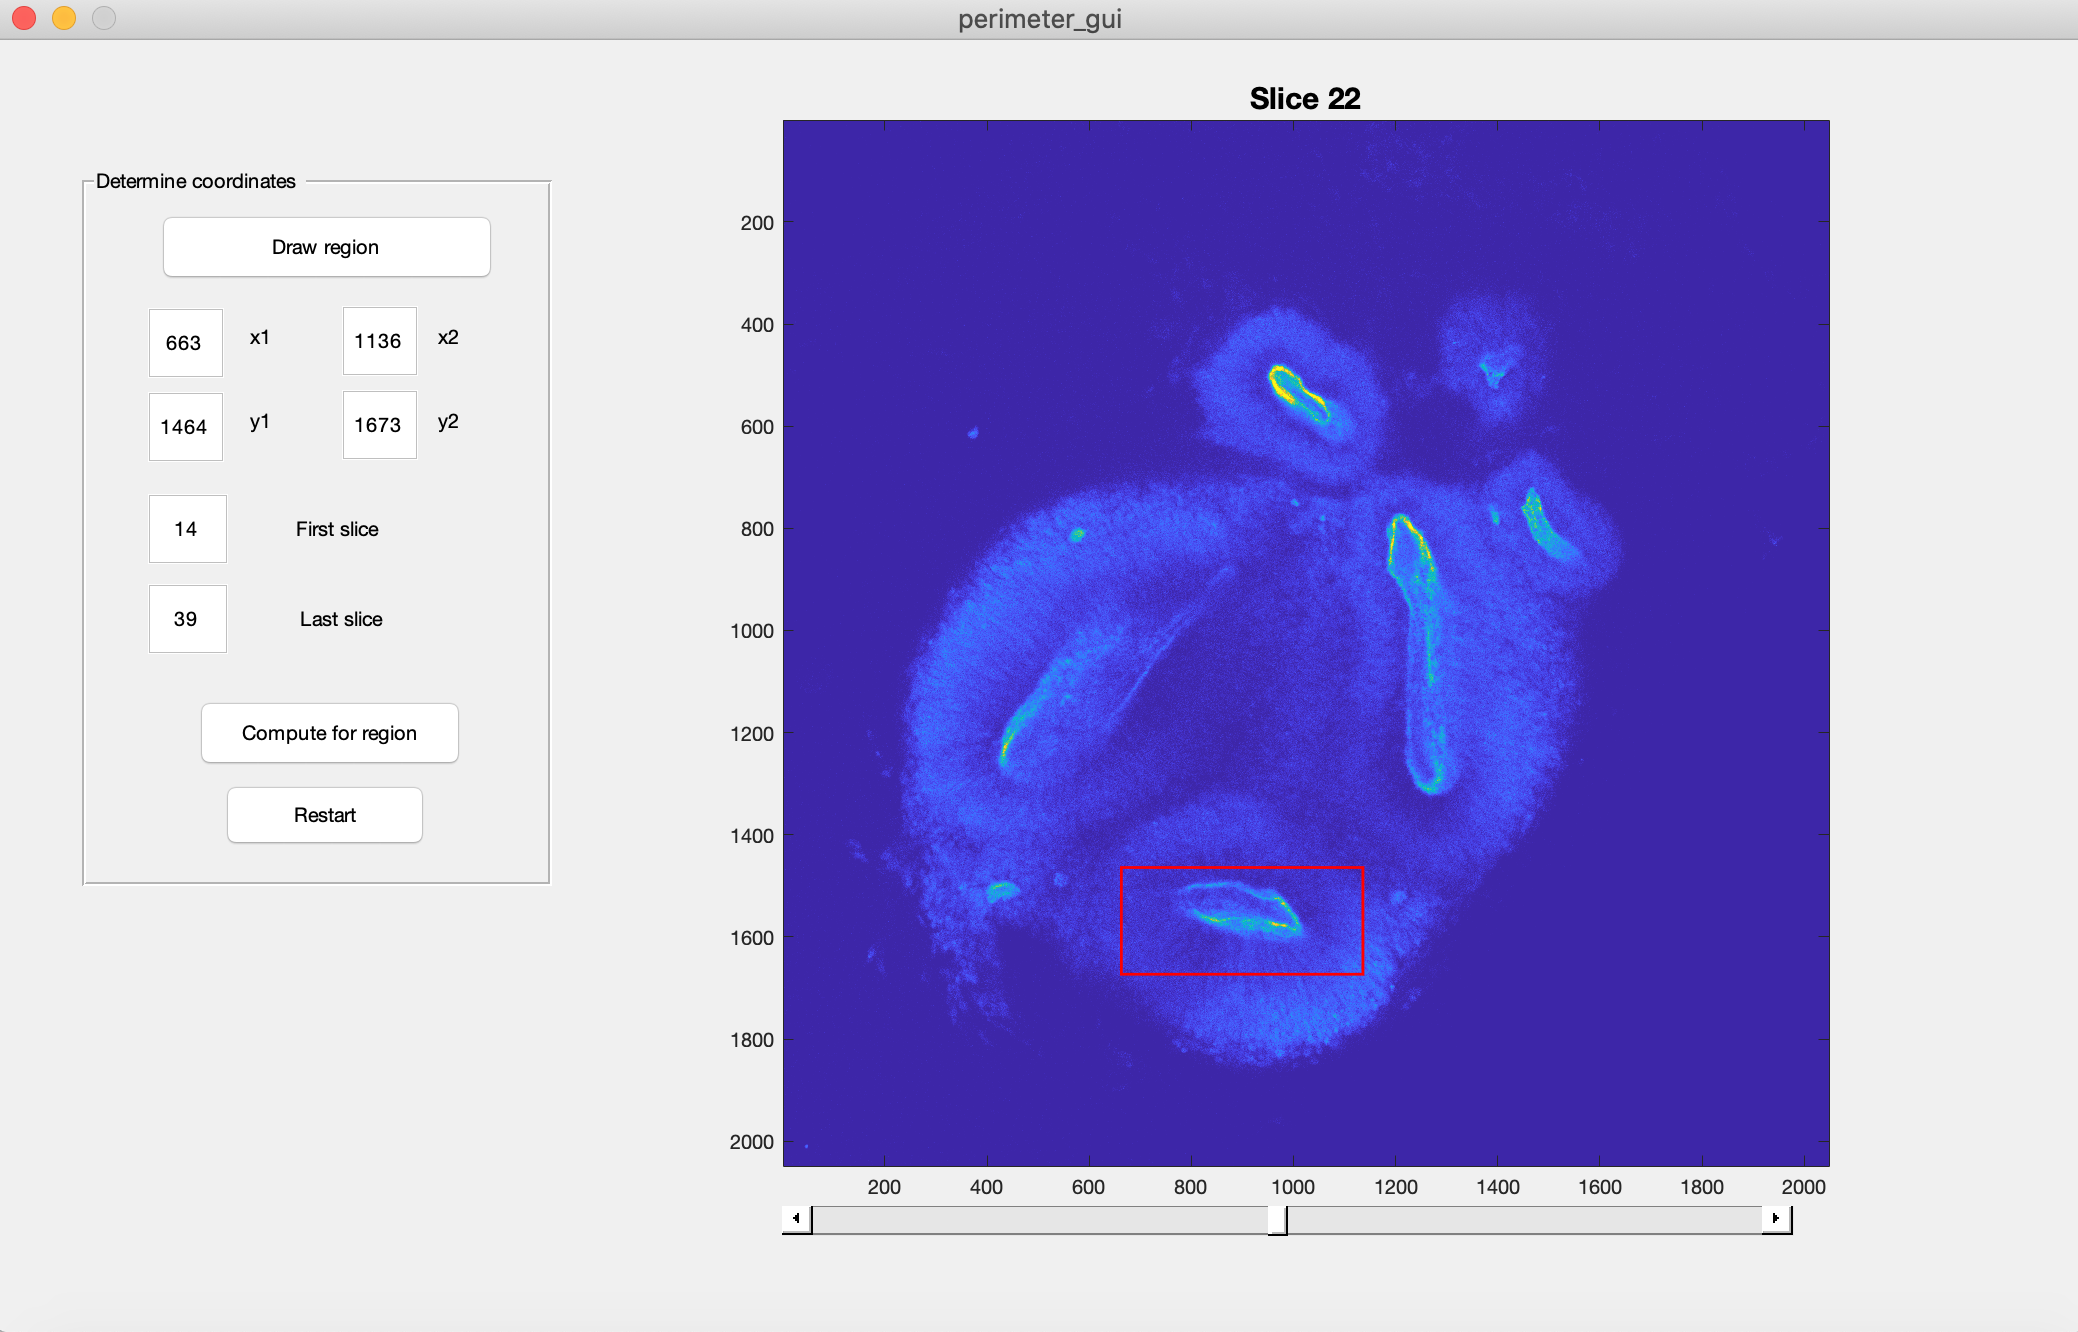 perimeter_gui
Slice 22
Determine coordinates
Draw region
663 x1 1136 x2
1464 y1 1673 y2
14 First slice
39 Last slice
Compute for region
Restart
200
400
600
800
1000
1200
1400
1600
1800
2000
200 400 600 800 1000 1200 1400 1600 1800 2000